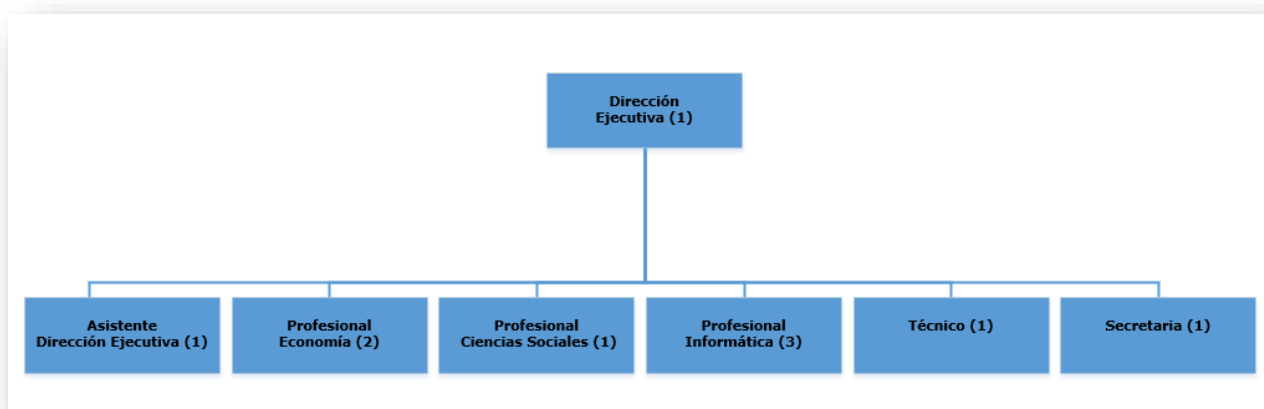 Dirección
Ejecutiva (1)
Asistente
Dirección Ejecutiva (1)
Profesional
Economía (2)
Profesional
Ciencias Sociales (1)
Profesional
Informática (3)
Técnico (1)
Secretaria (1)